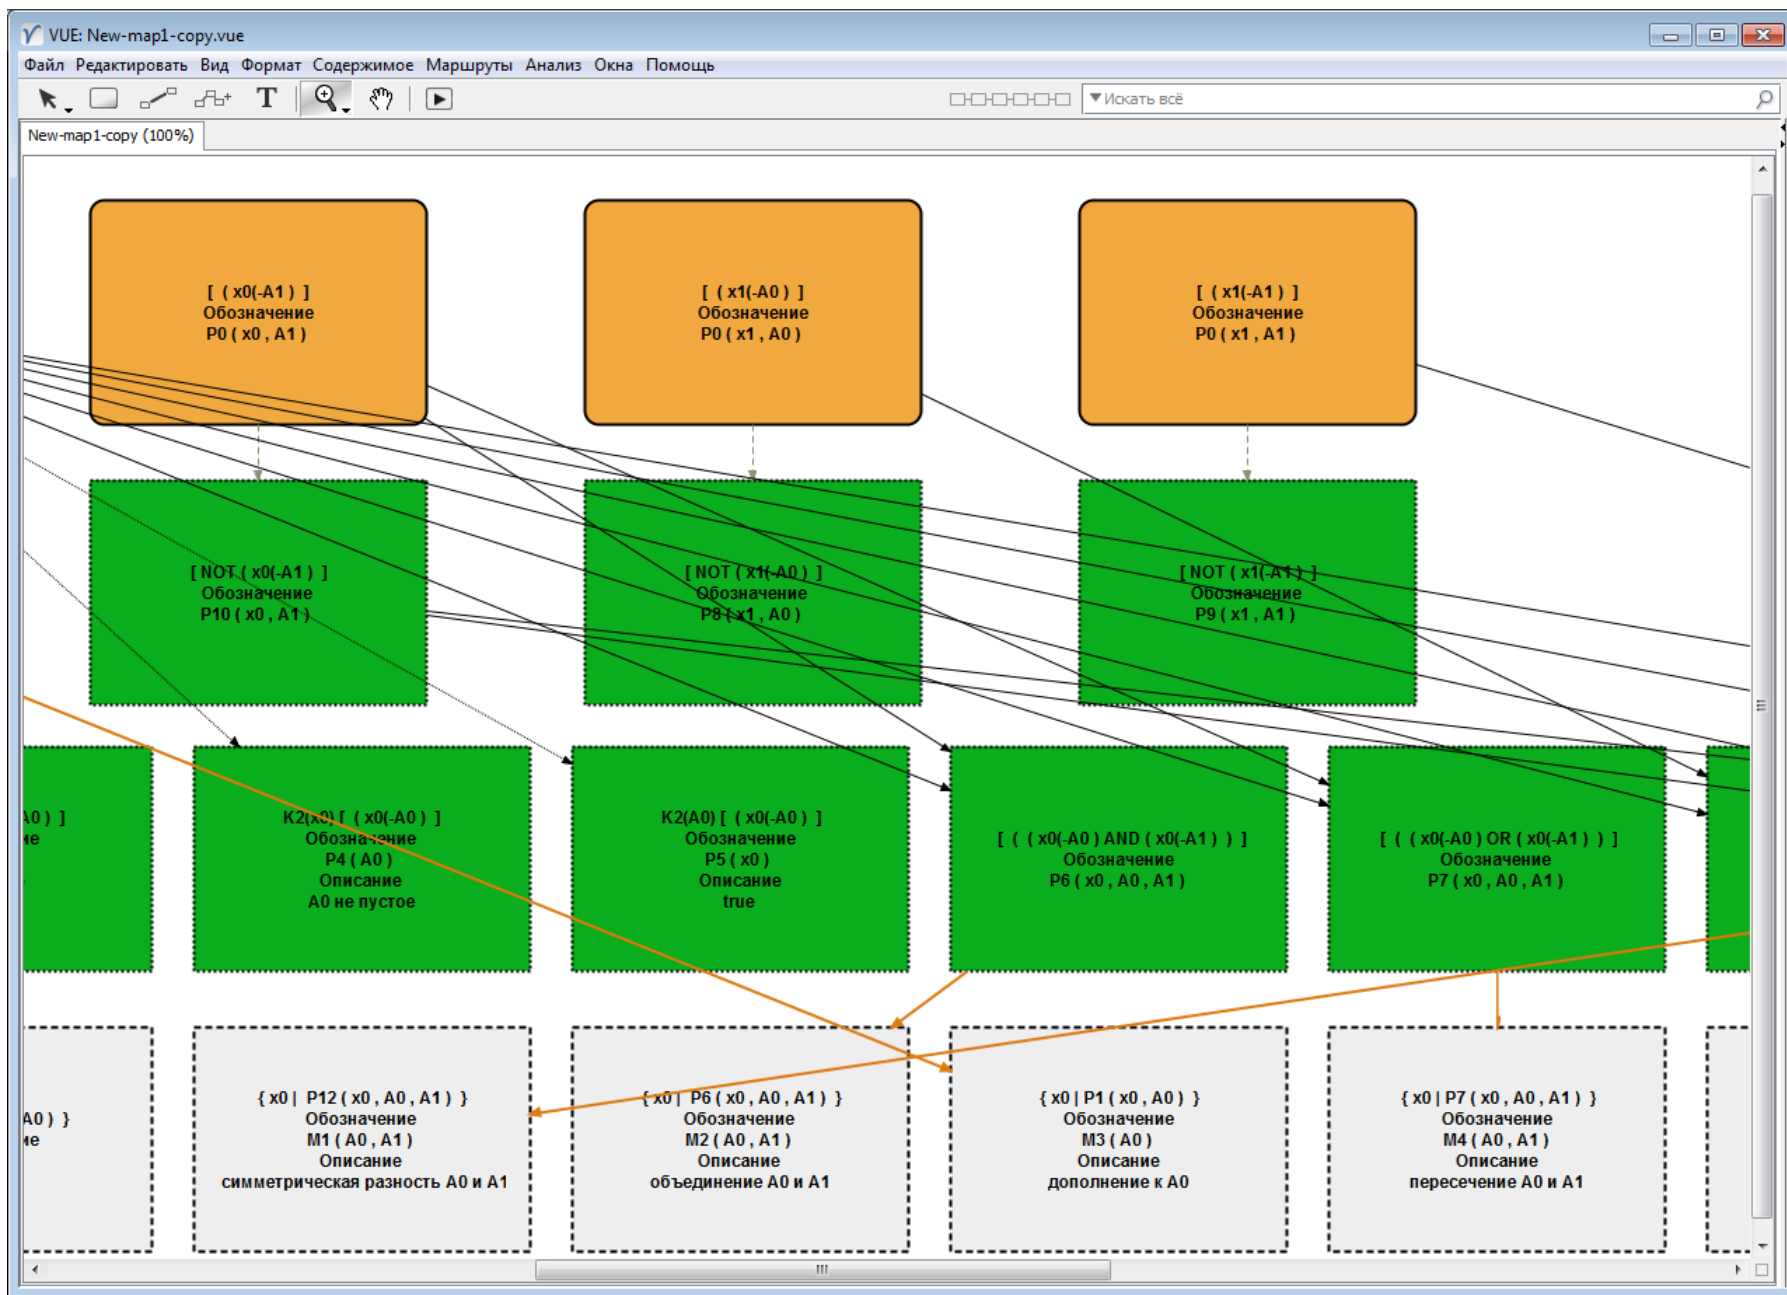 VUE: New-map1-copy.vue
Файл Редактировать Вид Формат Содержимое Маршруты Анализ Окна Помощь
T
Искать всё
New-map1-copy (100%)
[ ( x0(-A1 ) ]
Обозначение
P0 ( x0 , A1 )
[ ( x1(-A0 ) ]
Обозначение
P0 ( x1 , A0 )
[ ( x1(-A1 ) ]
Обозначение
P0 ( x1 , A1 )
[ NOT ( x0(-A1 ) ]
Обозначение
P10 ( x0 , A1 )
[ NOT ( x1(-A0 ) ]
Обозначение
P8 ( x1 , A0 )
[ NOT ( x1(-A1 ) ]
Обозначение
P9 ( x1 , A1 )
A0 ) ]
ие
K2(x0) [ ( x0(-A0 ) ]
Обозначение
P4 ( A0 )
Описание
A0 не пустое
K2(A0) [ ( x0(-A0 ) ]
Обозначение
P5 ( x0 )
Описание
true
[ ( ( x0(-A0 ) AND ( x0(-A1 ) ) ]
Обозначение
P6 ( x0 , A0 , A1 )
[ ( ( x0(-A0 ) OR ( x0(-A1 ) ) ]
Обозначение
P7 ( x0 , A0 , A1 )
A0 ) }
ие
{ x0 | P12 ( x0 , A0 , A1 ) }
Обозначение
M1 ( A0 , A1 )
Описание
симметрическая разность A0 и A1
{ x0 | P6 ( x0 , A0 , A1 ) }
Обозначение
M2 ( A0 , A1 )
Описание
объединение A0 и A1
{ x0 | P1 ( x0 , A0 ) }
Обозначение
M3 ( A0 )
Описание
дополнение к A0
{ x0 | P7 ( x0 , A0 , A1 ) }
Обозначение
M4 ( A0 , A1 )
Описание
пересечение A0 и A1